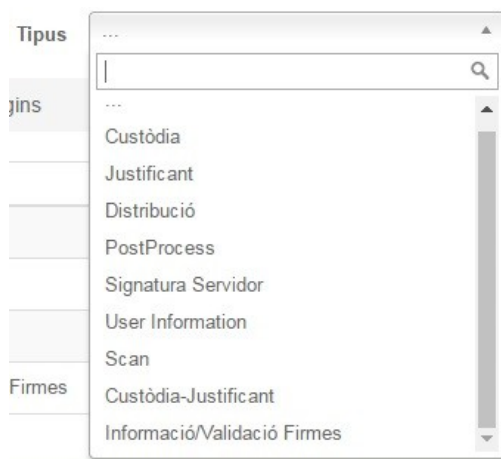 Tipus ...
...
gins
Custòdia
Justificant
Distribució
PostProcess
Signatura Servidor
User Information
Scan
Firmes
Custòdia-Justificant
Informació/Validació Firmes